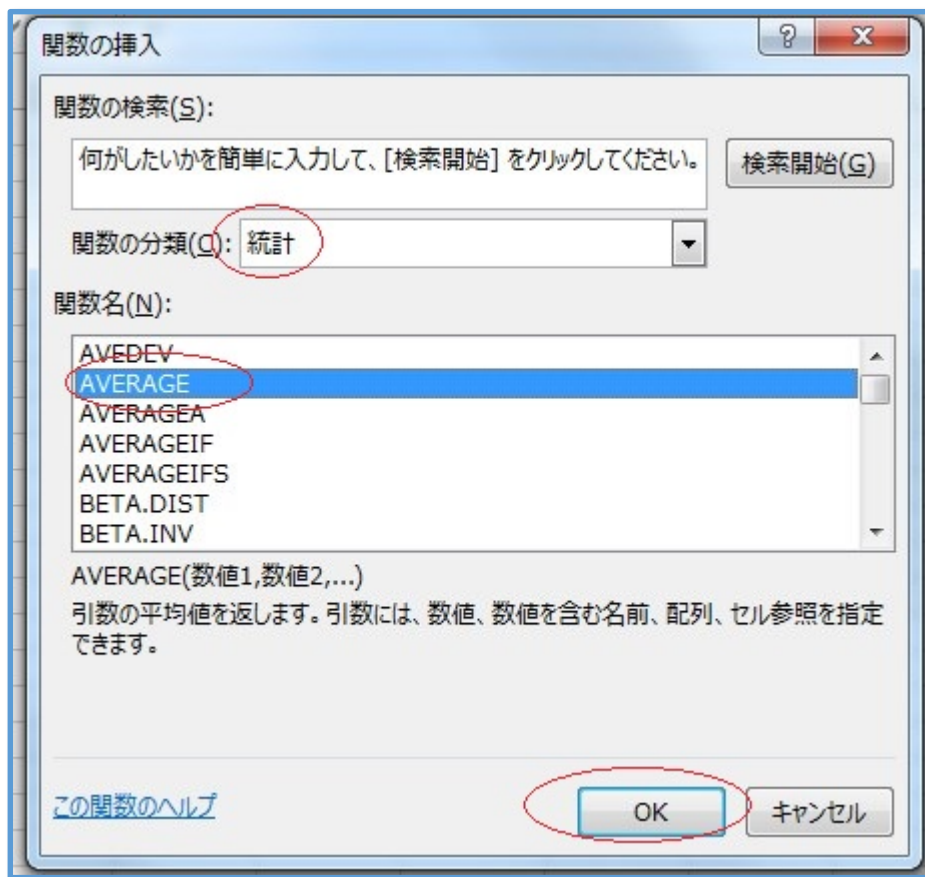 関数の挿入
関数の検索(S):
何がしたいかを簡単に入力して、[検索開始] をクリックしてください。
検索開始(G)
関数の分類(C): 統計
関数名(N):
AVEDEV
AVERAGE
AVERAGEA
AVERAGEIF
AVERAGEIFS
BETA.DIST
BETA.INV
AVERAGE(数値1,数値2,...)
引数の平均値を返します。引数には、数値、数値を含む名前、配列、セル参照を指定
できます。
この関数のヘルプ
OK
キャンセル